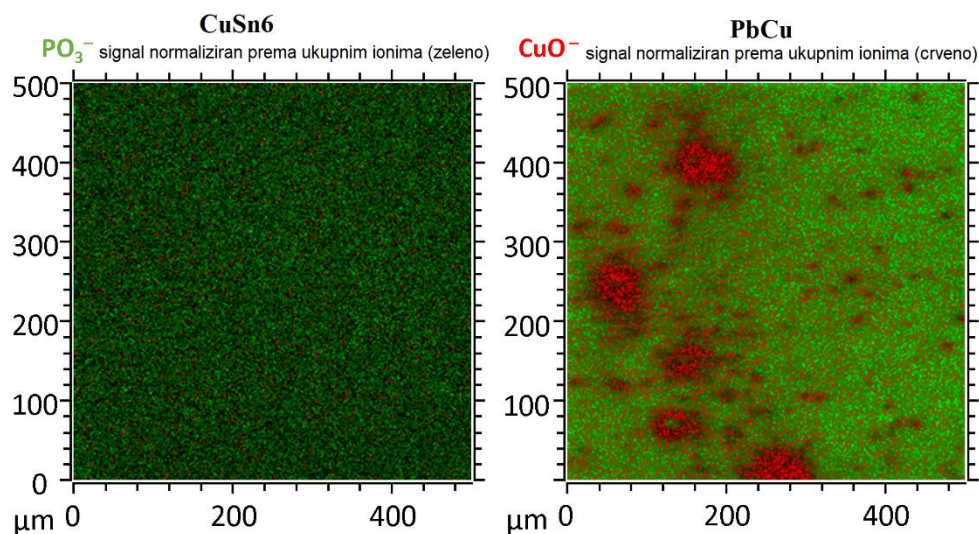 CuSn6
PO₃⁻ signal normaliziran prema ukupnim ionima (zeleno)
500
400
300
200
100
0
µm 0 200 400
PbCu
CuO⁻ signal normaliziran prema ukupnim ionima (crveno)
500
400
300
200
100
0
µm 0 200 400